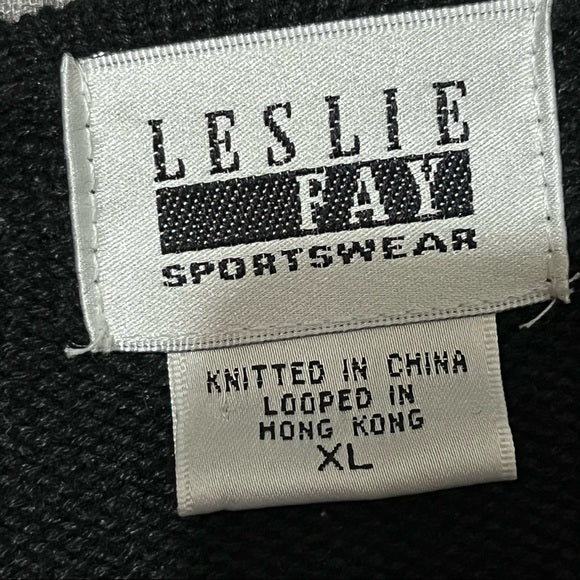 LESLIE
FAY
SPORTSWEAR
KNITTED IN CHINA
LOOPED IN
HONG KONG
XL